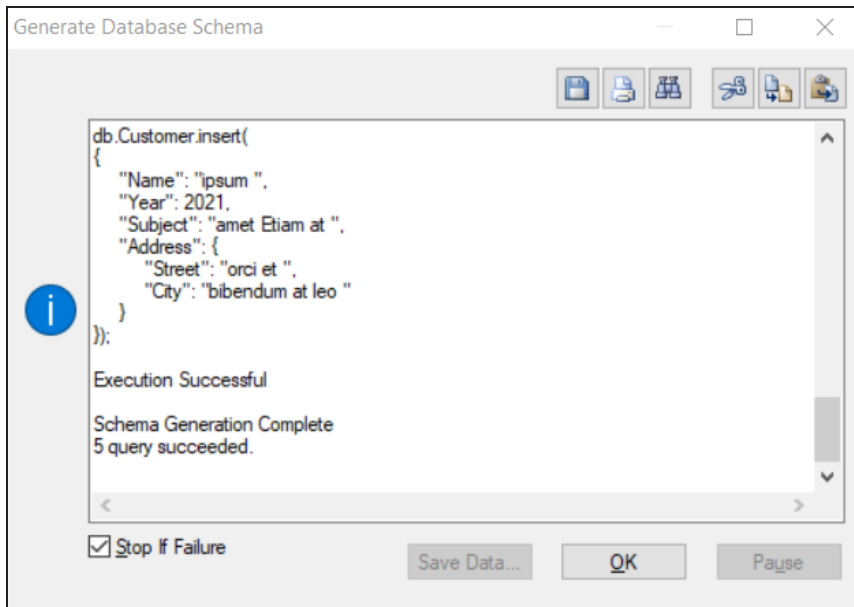 Generate Database Schema
db.Customer.insert(
{
"Name": "ipsum ",
"Year": 2021,
"Subject": "amet Etiam at ",
"Address": {
"Street": "orci et ",
"City": "bibendum at leo "
}
});
Execution Successful
Schema Generation Complete
5 query succeeded.
Stop If Failure
Save Data...
OK
Pause